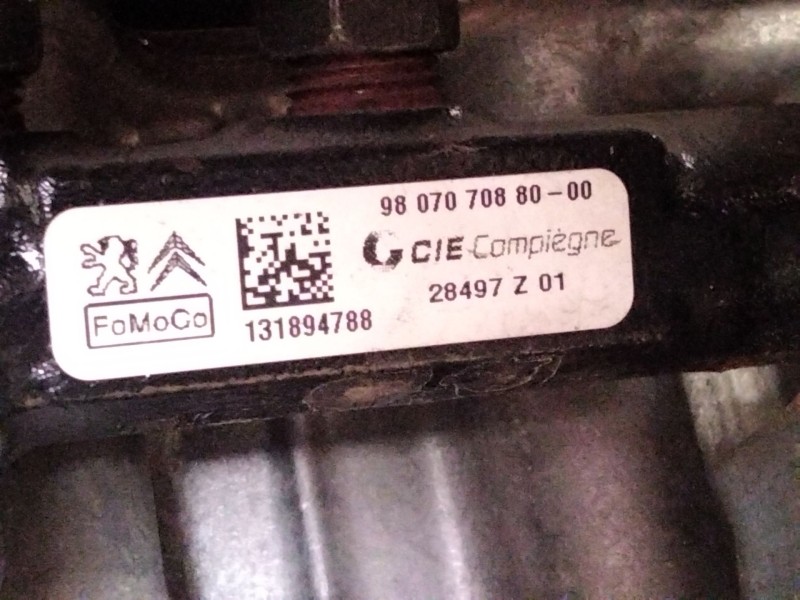 98 070 708 80-00
CIE Compiègne
28497 Z 01
FoMoCo
131894788